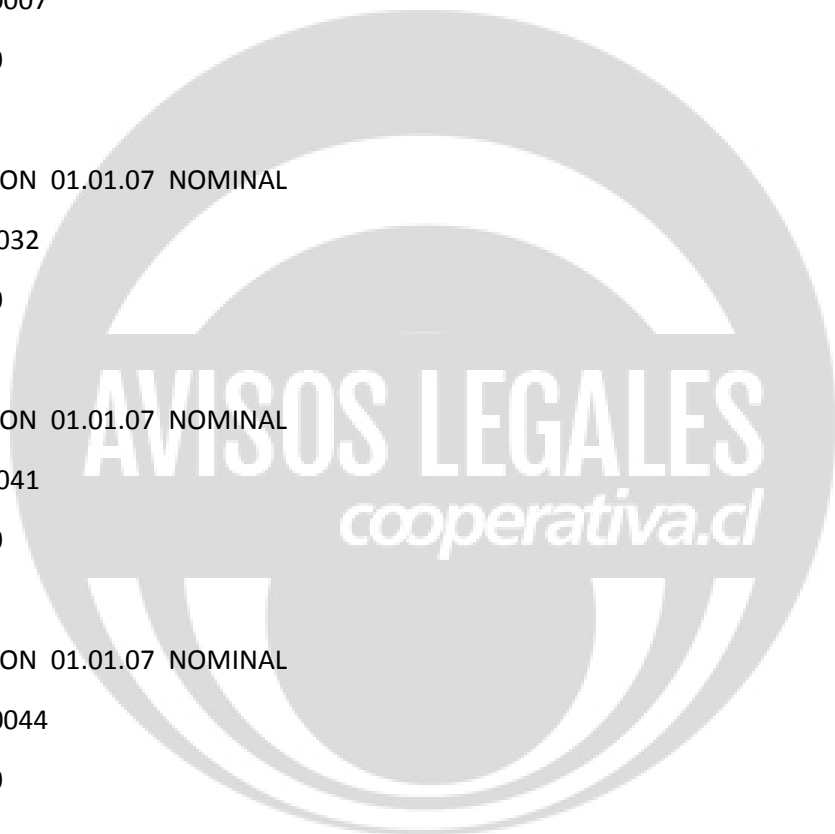 0007
0
ON 01.01.07 NOMINAL
032
0
AVISOS LEGALES
ON 01.01.07 NOMINAL
041
cooperativa.cl
0
ON 01.01.07 NOMINAL
0044
0